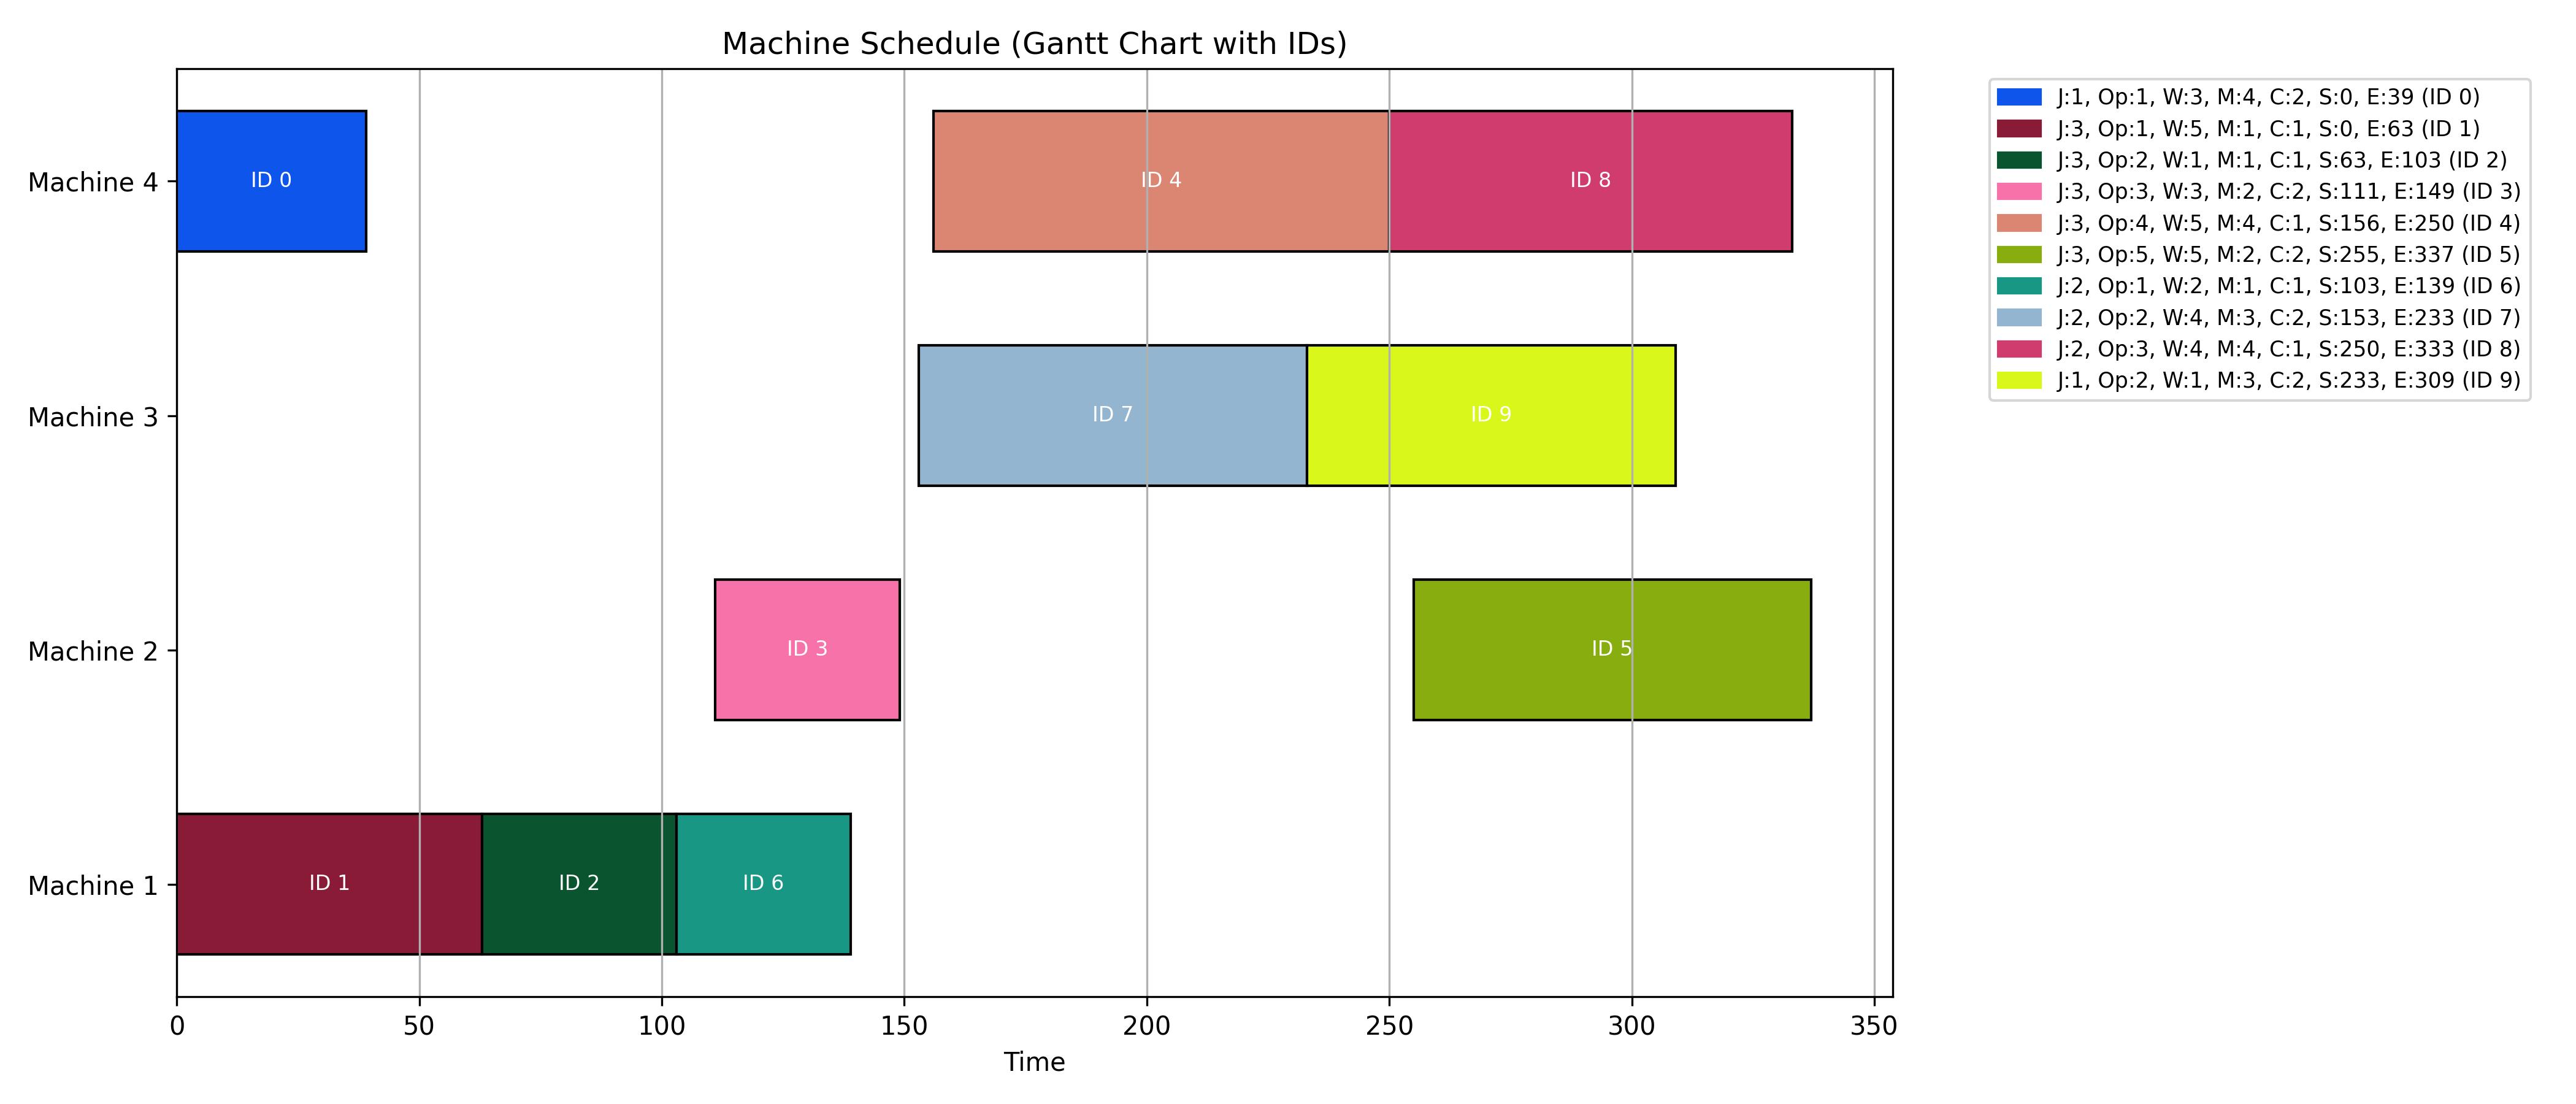 Machine Schedule (Gantt Chart with IDs)
Machine 4
ID 0
ID 4
ID 8
Machine 3
ID 7
ID 9
Machine 2
ID 3
ID 5
Machine 1
ID 1
ID 2
ID 6
0
50
100
150
200
250
300
350
Time
J:1, Op:1, W:3, M:4, C:2, S:0, E:39 (ID 0)
J:3, Op:1, W:5, M:1, C:1, S:0, E:63 (ID 1)
J:3, Op:2, W:1, M:1, C:1, S:63, E:103 (ID 2)
J:3, Op:3, W:3, M:2, C:2, S:111, E:149 (ID 3)
J:3, Op:4, W:5, M:4, C:1, S:156, E:250 (ID 4)
J:3, Op:5, W:5, M:2, C:2, S:255, E:337 (ID 5)
J:2, Op:1, W:2, M:1, C:1, S:103, E:139 (ID 6)
J:2, Op:2, W:4, M:3, C:2, S:153, E:233 (ID 7)
J:2, Op:3, W:4, M:4, C:1, S:250, E:333 (ID 8)
J:1, Op:2, W:1, M:3, C:2, S:233, E:309 (ID 9)